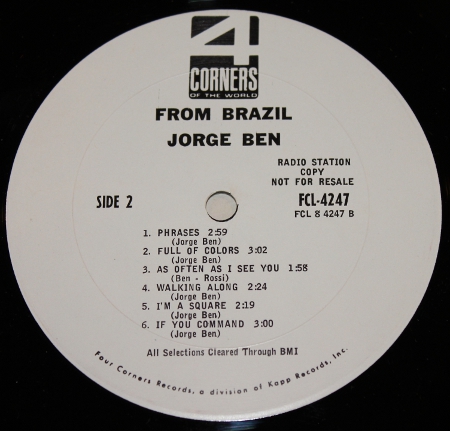 4
CORNERS
OF THE WORLD
FROM BRAZIL
JORGE BEN
RADIO STATION
COPY
NOT FOR RESALE
SIDE 2
FCL-4247
FCL 8 4247 B
1. PHRASES 2:59
(Jorge Ben)
2. FULL OF COLORS 3:02
(Jorge Ben)
3. AS OFTEN AS I SEE YOU 1:58
(Ben - Rossi)
4. WALKING ALONG 2:24
(Jorge Ben)
5. I'M A SQUARE 2:19
(Jorge Ben)
6. IF YOU COMMAND 3:00
(Jorge Ben)
All Selections Cleared Through BMI
Four Corners Records, a division of Kapp Records, Inc.